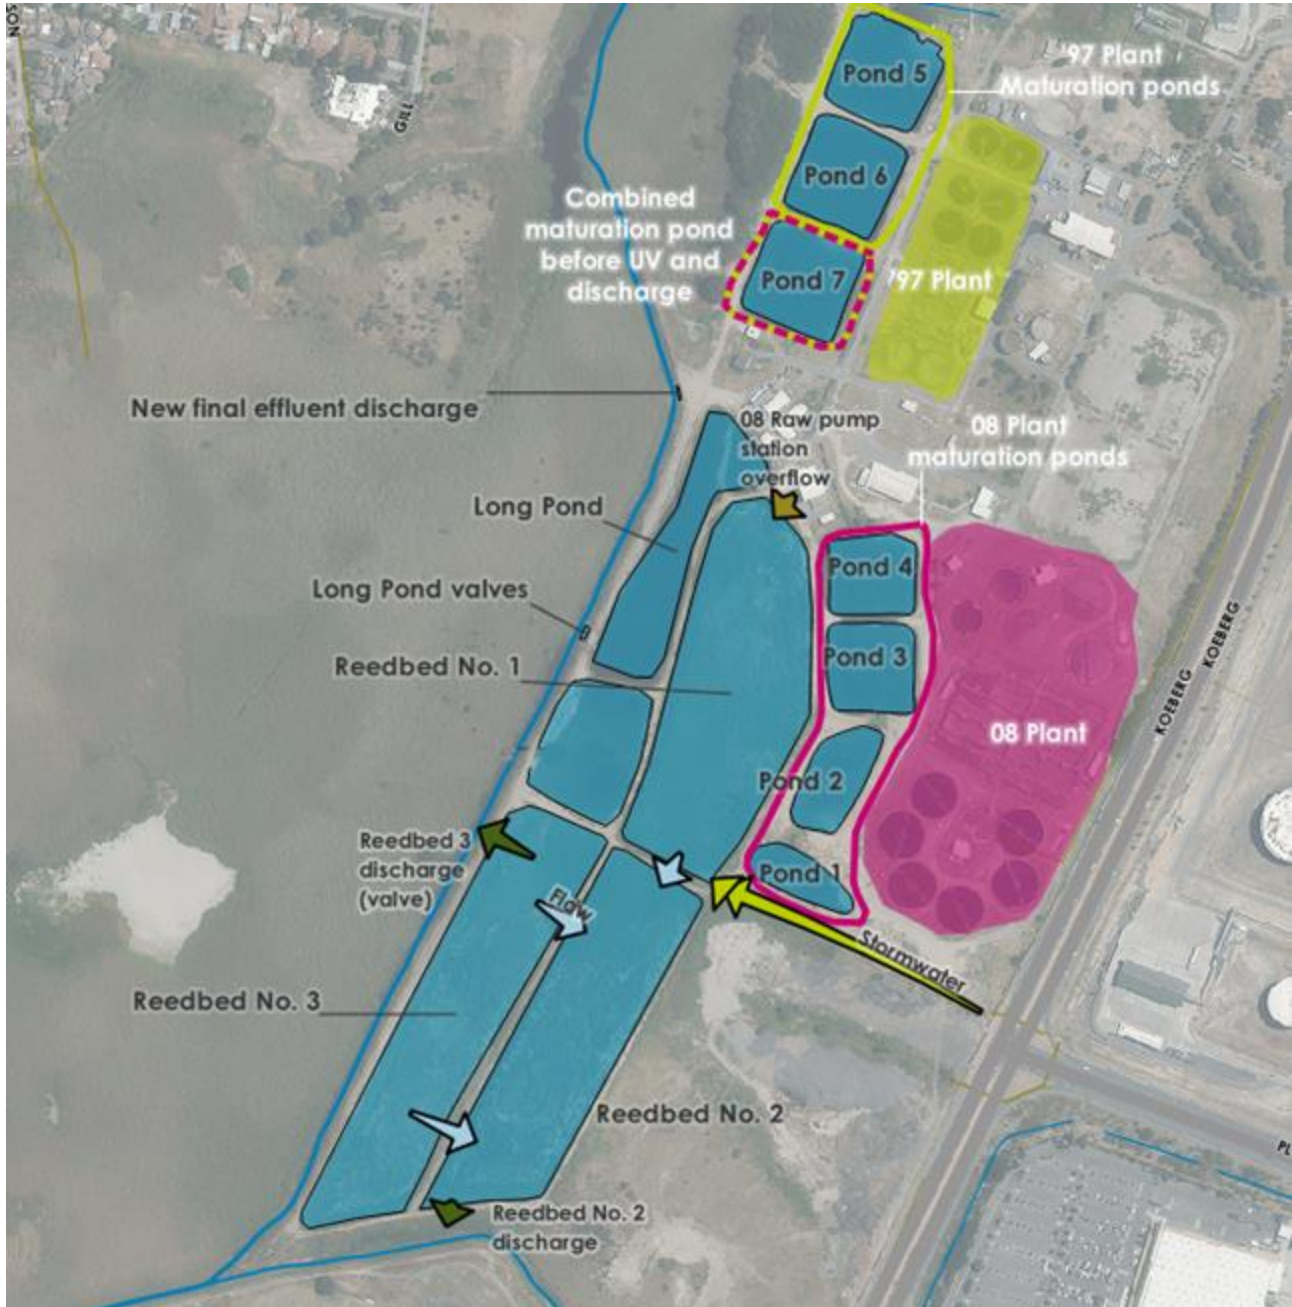 SON
GILL
Pond 5
'97 Plant
Maturation ponds
Pond 6
Combined
maturation pond
before UV and
discharge
Pond 7
'97 Plant
New final effluent discharge
08 Raw pump
station
overflow
08 Plant
maturation ponds
Long Pond
Pond 4
Long Pond valves
Reedbed No. 1
Pond 3
KOEBERG
KOEBERG
08 Plant
Pond 2
Reedbed 3
discharge
(valve)
Pond 1
Flow
Stormwater
Reedbed No. 3
Reedbed No. 2
PL
Reedbed No. 2
discharge